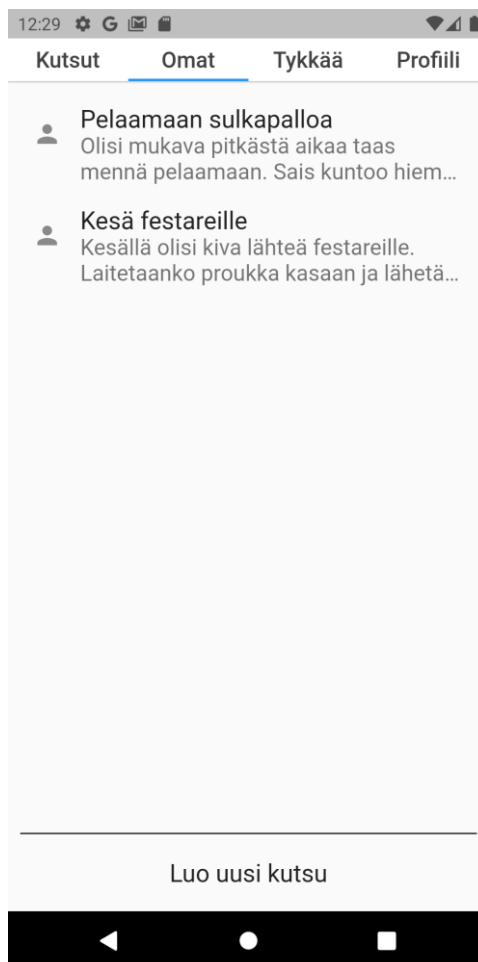 12:29 G
Kutsut Omat Tykkää Profiili
Pelaamaan sulkapalloa
Olisi mukava pitkästä aikaa taas
mennä pelaamaan. Sais kuntoo hiem...
Kesä festareille
Kesällä olisi kiva lähteä festareille.
Laitetaanko proukka kasaan ja lähetä...
Luo uusi kutsu